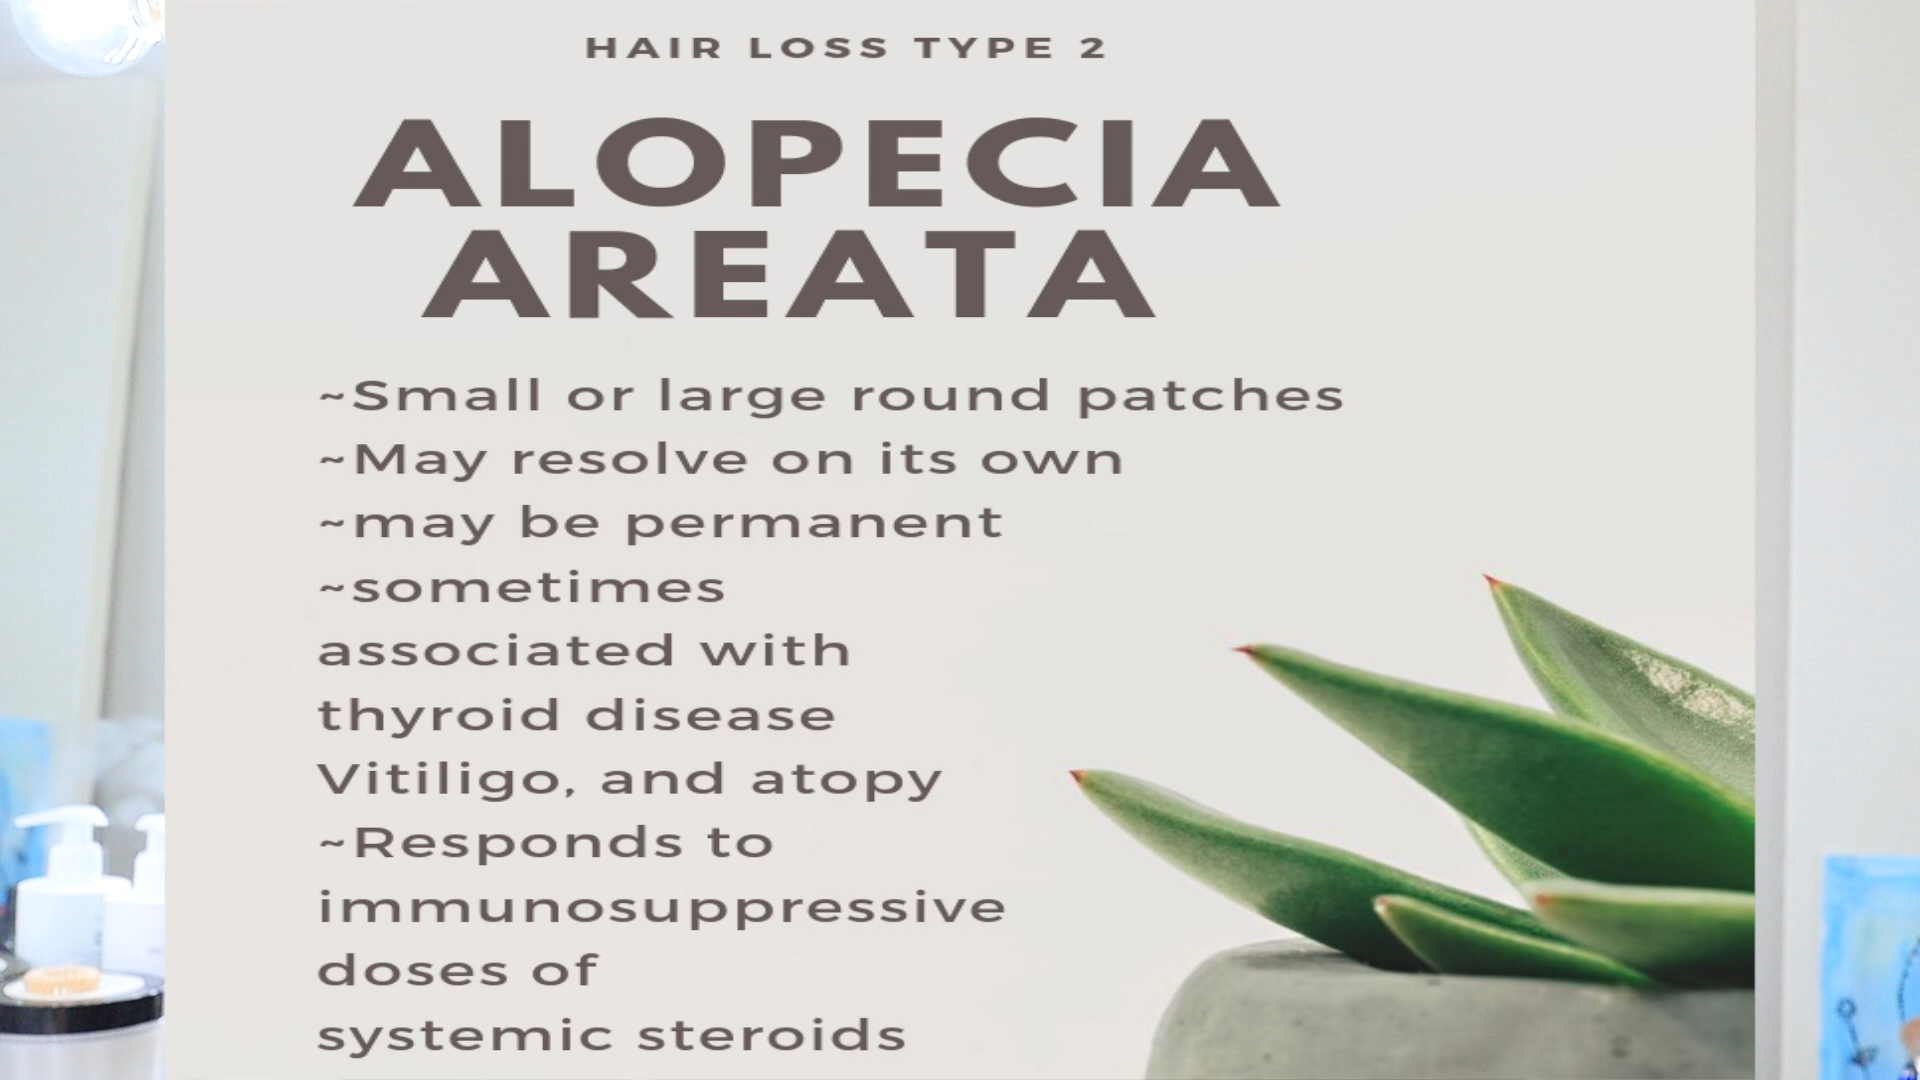 HAIR LOSS TYPE 2
ALOPECIA
AREATA
~Small or large round patches
~May resolve on its own
~may be permanent
~sometimes
associated with
thyroid disease
Vitiligo, and atopy
~Responds to
immunosuppressive
doses of
systemic steroids